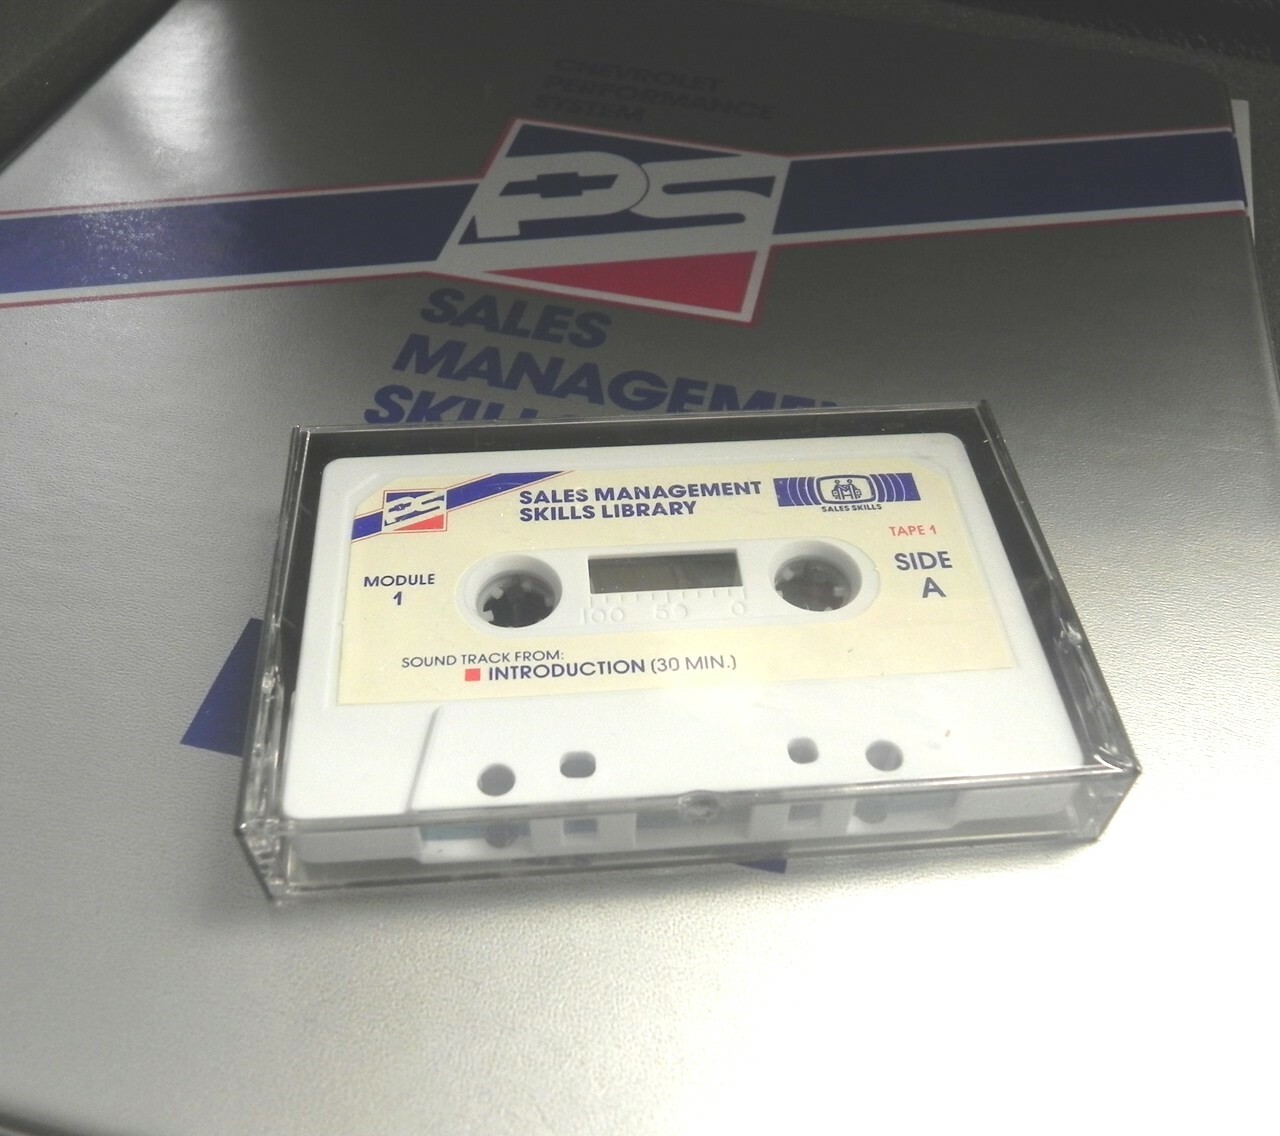 CHEVROLET
PERFORMANCE
SYSTEM
PS
SALES
MANAGEMEN
SKILL
PS
SALES MANAGEMENT
SKILLS LIBRARY
SALES SKILLS
TAPE 1
SIDE
A
MODULE
1
100 50 0
SOUND TRACK FROM:
INTRODUCTION (30 MIN.)